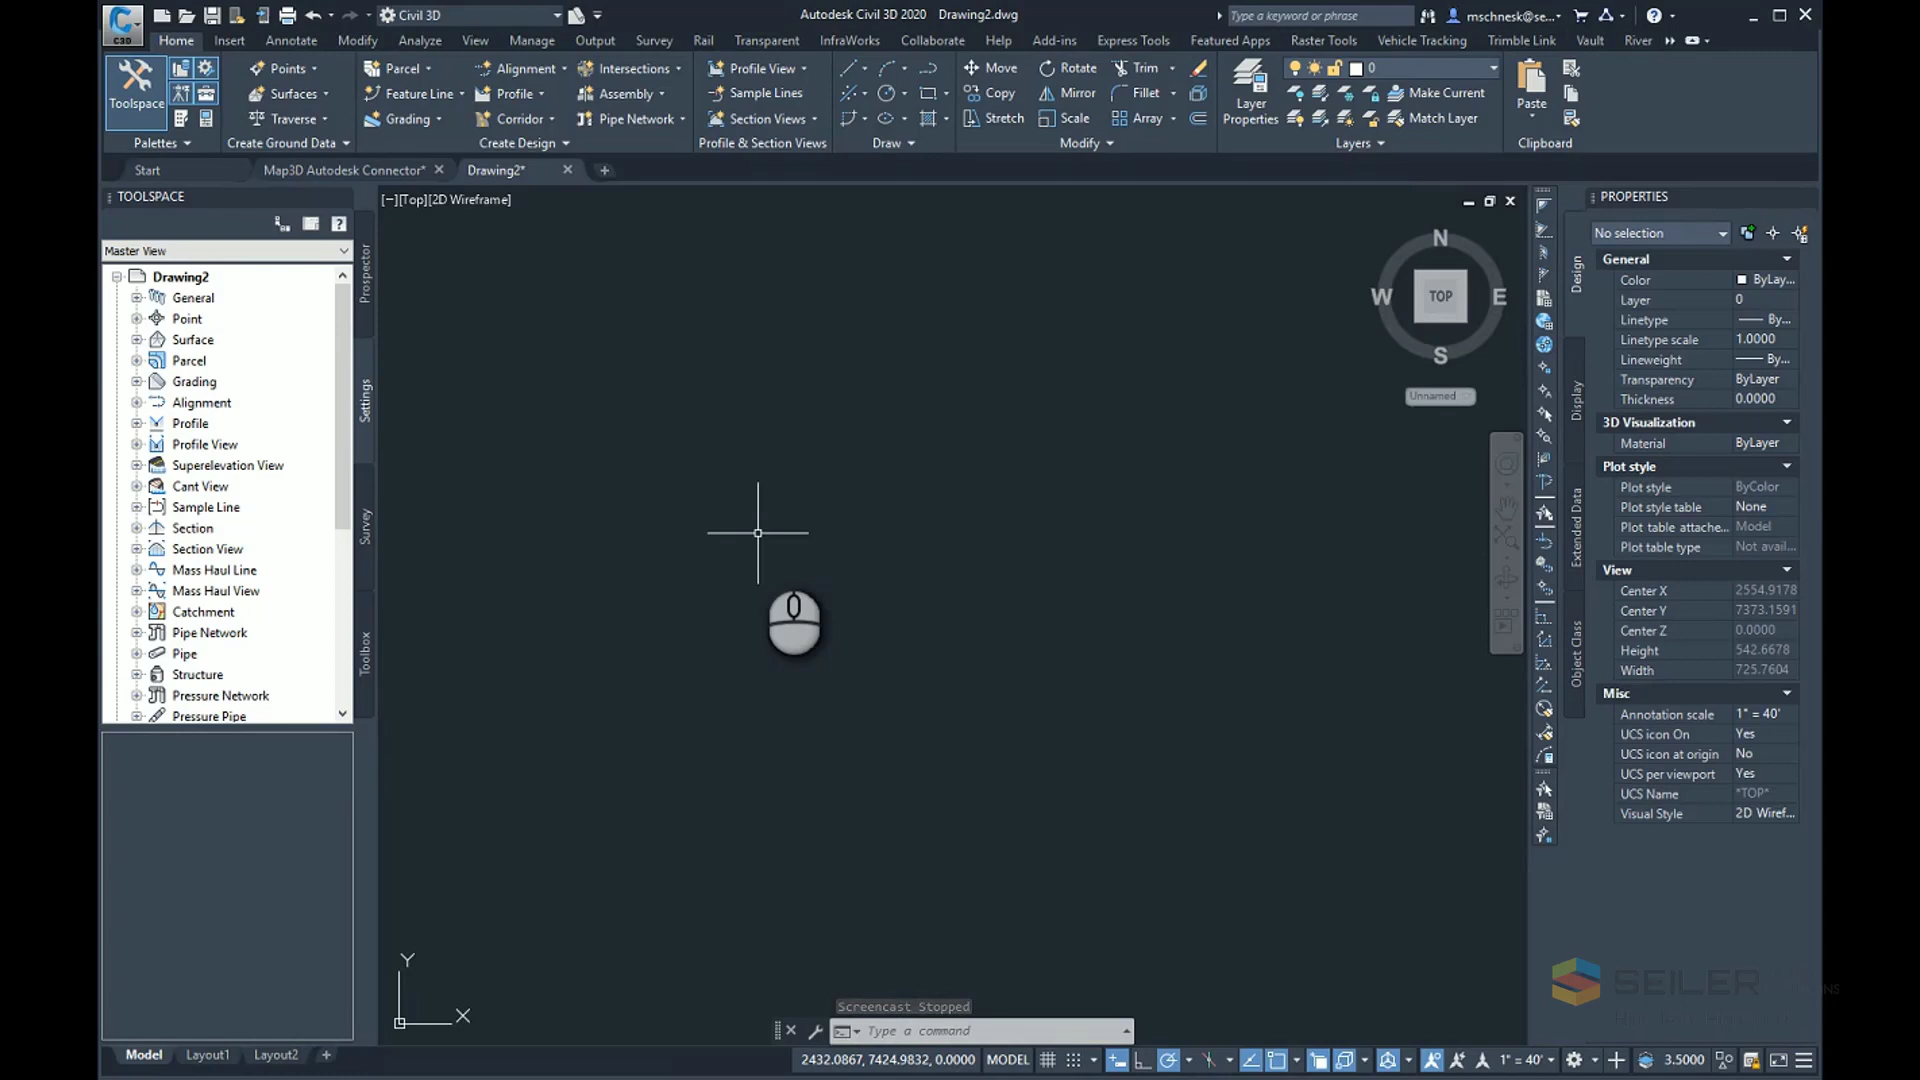 Civil 3D
Autodesk Civil 3D 2020 Drawing2.dwg
Type a keyword or phrase
mschnesk@se...
C3D
Home Insert Annotate Modify Analyze View Manage Output Survey Rail Transparent InfraWorks Collaborate Help Add-ins Express Tools Featured Apps Raster Tools Vehicle Tracking Trimble Link Vault River
Toolspace
Points
Surfaces
Traverse
Parcel
Feature Line
Grading
Alignment
Profile
Corridor
Intersections
Assembly
Pipe Network
Profile View
Sample Lines
Section Views
Move
Copy
Stretch
Rotate
Mirror
Scale
Trim
Fillet
Array
Layer
Properties
0
Make Current
Match Layer
Paste
Palettes
Create Ground Data
Create Design
Profile & Section Views
Draw
Modify
Layers
Clipboard
Start
Map3D Autodesk Connector*
Drawing2*
TOOLSPACE
Master View
Drawing2
General
Point
Surface
Parcel
Grading
Alignment
Profile
Profile View
Superelevation View
Cant View
Sample Line
Section
Section View
Mass Haul Line
Mass Haul View
Catchment
Pipe Network
Pipe
Structure
Pressure Network
Pressure Pipe
Prospector
Settings
Survey
Toolbox
[−][Top][2D Wireframe]
N
W
TOP
E
S
Unnamed
Y
X
Screencast Stopped
Type a command
PROPERTIES
No selection
Design
Display
Extended Data
Object Class
General
Color ByLay...
Layer 0
Linetype By...
Linetype scale 1.0000
Lineweight By...
Transparency ByLayer
Thickness 0.0000
3D Visualization
Material ByLayer
Plot style
Plot style ByColor
Plot style table None
Plot table attache... Model
Plot table type Not avail...
View
Center X 2554.9178
Center Y 7373.1591
Center Z 0.0000
Height 542.6678
Width 725.7604
Misc
Annotation scale 1" = 40'
UCS icon On Yes
UCS icon at origin No
UCS per viewport Yes
UCS Name *TOP*
Visual Style 2D Wiref...
SEILER
Model Layout1 Layout2
2432.0867, 7424.9832, 0.0000 MODEL
1" = 40'
3.5000